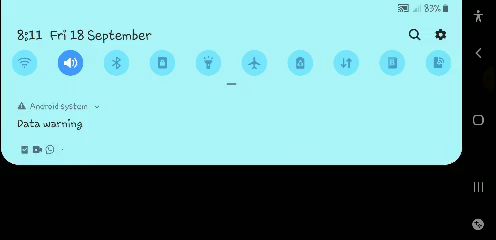 83%
8:11 Fri 18 September
Android system
Data warning